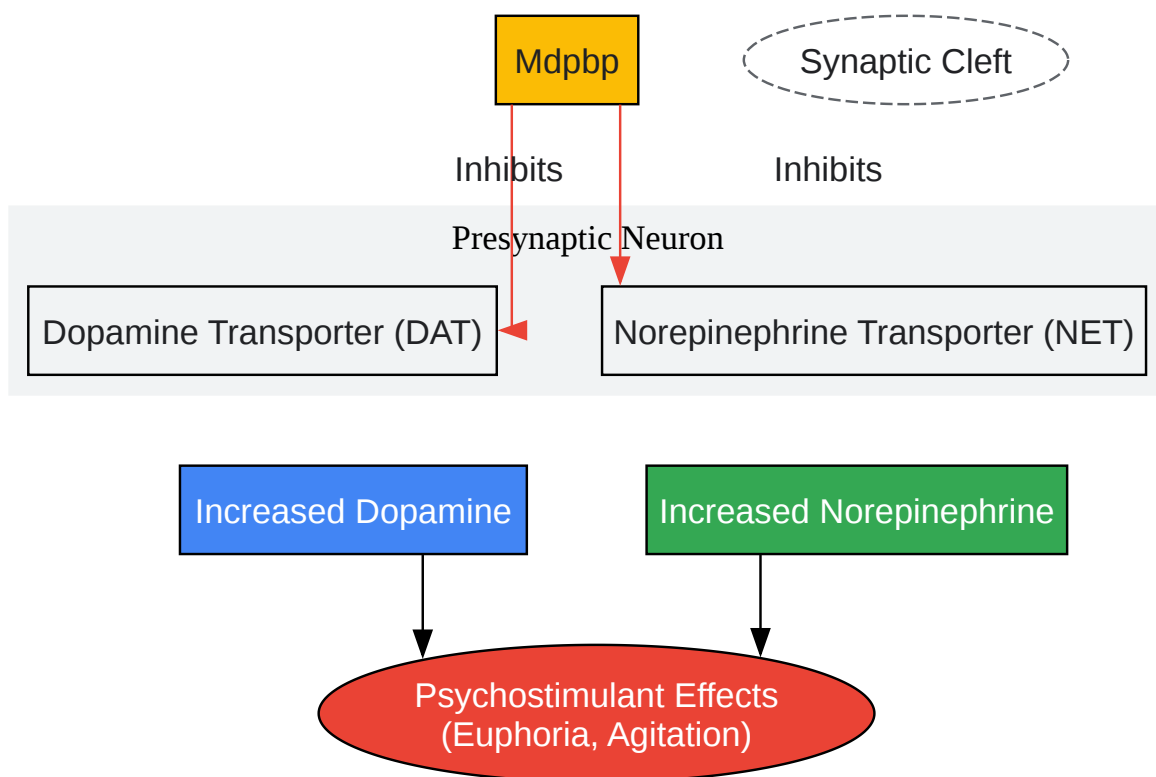 Mdpbp
Synaptic Cleft
Inhibits
Inhibits
Presynaptic Neuron
Dopamine Transporter (DAT)
Norepinephrine Transporter (NET)
Increased Dopamine
Increased Norepinephrine
Psychostimulant Effects
(Euphoria, Agitation)